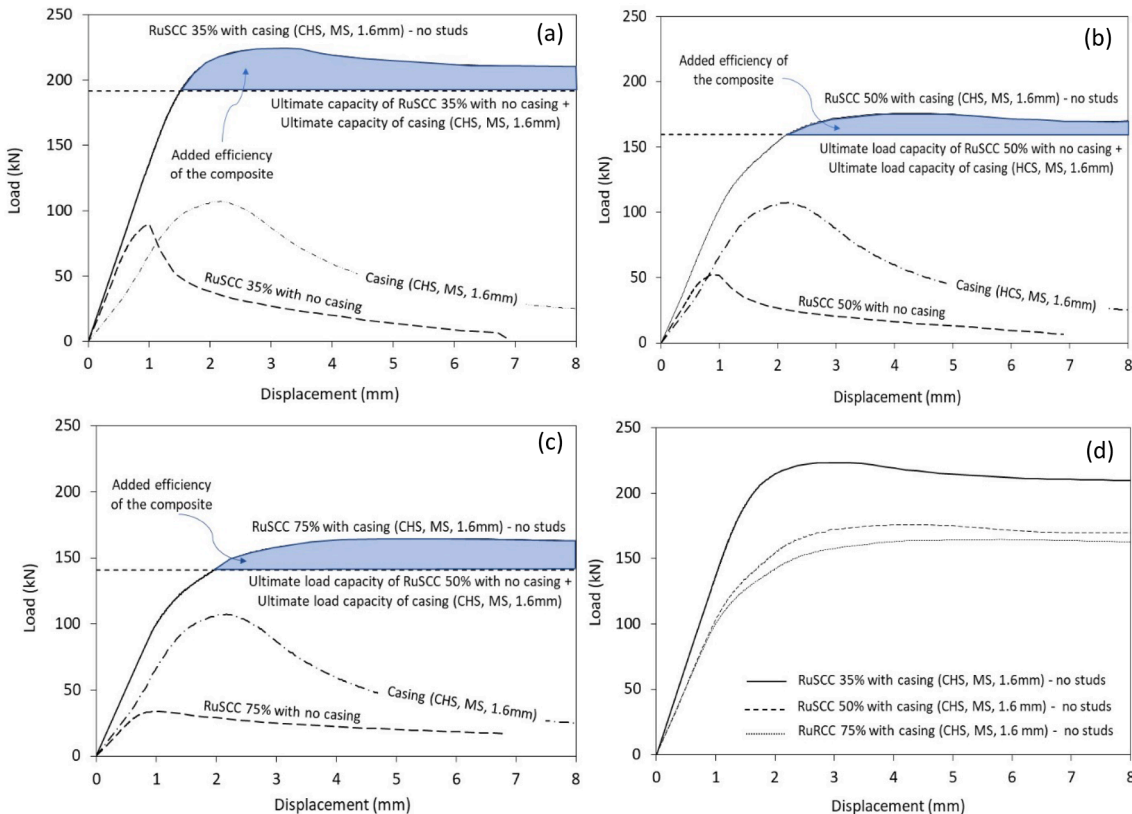 (a)
RuSCC 35% with casing (CHS, MS, 1.6mm) - no studs
Ultimate capacity of RuSCC 35% with no casing +
Ultimate capacity of casing (CHS, MS, 1.6mm)
Added efficiency
of the composite
Casing (CHS, MS, 1.6mm)
RuSCC 35% with no casing
250
200
150
100
50
0
Load (kN)
0 1 2 3 4 5 6 7 8
Displacement (mm)
(b)
Added efficiency of
the composite
RuSCC 50% with casing (CHS, MS, 1.6mm) - no studs
Ultimate load capacity of RuSCC 50% with no casing +
Ultimate load capacity of casing (HCS, MS, 1.6mm)
Casing (HCS, MS, 1.6mm)
RuSCC 50% with no casing
250
200
150
100
50
0
Load (kN)
0 1 2 3 4 5 6 7 8
Displacement (mm)
(c)
Added efficiency
of the composite
RuSCC 75% with casing (CHS, MS, 1.6mm) - no studs
Ultimate load capacity of RuSCC 50% with no casing +
Ultimate load capacity of casing (CHS, MS, 1.6mm)
Casing (CHS, MS, 1.6mm)
RuSCC 75% with no casing
250
200
150
100
50
0
Load (kN)
0 1 2 3 4 5 6 7 8
Displacement (mm)
(d)
RuSCC 35% with casing (CHS, MS, 1.6mm) - no studs
RuSCC 50% with casing (CHS, MS, 1.6 mm) - no studs
RuRCC 75% with casing (CHS, MS, 1.6 mm) - no studs
250
200
150
100
50
0
Load (kN)
0 1 2 3 4 5 6 7 8
Displacement (mm)